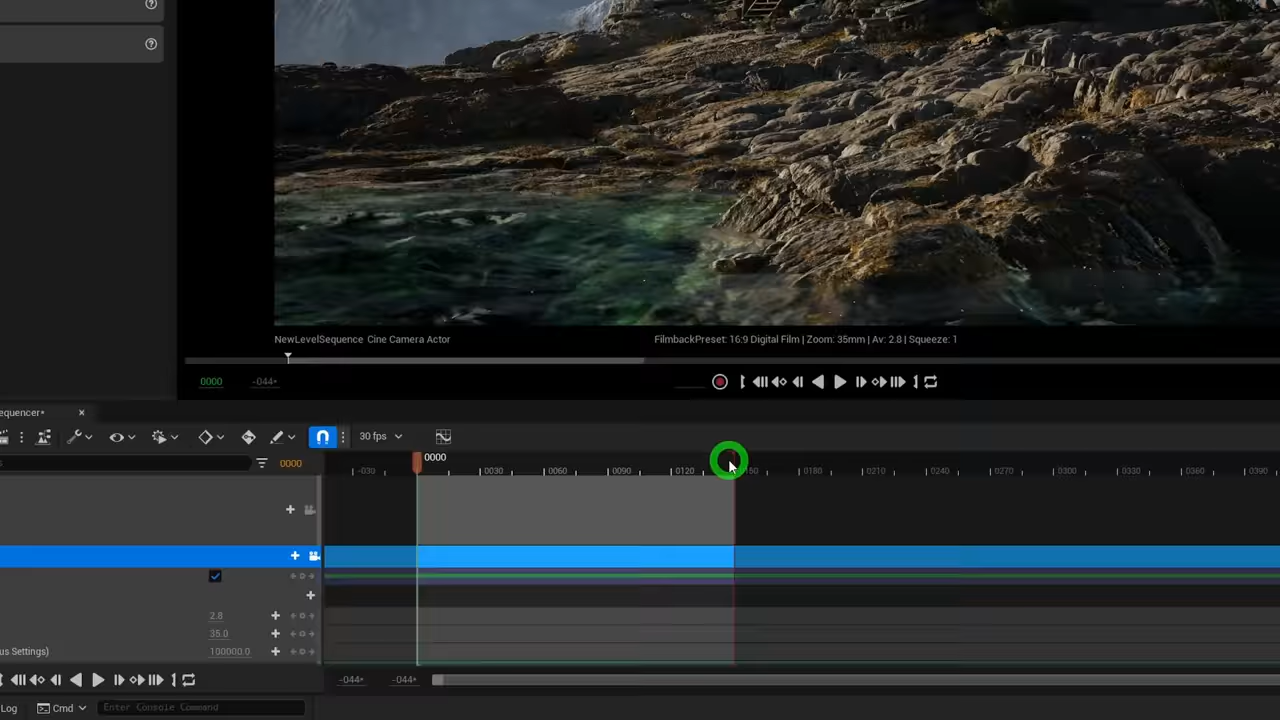 NewLevelSequence Cine Camera Actor
FilmbackPreset: 16:9 Digital Film | Zoom: 35mm | Av: 2.8 | Squeeze: 1
0000
-044*
equencer*
30 fps
0000
0000
-030
0030
0060
0090
0120
150
0180
0210
0240
0270
0300
0330
0360
0390
2.8
35.0
us Settings)
100000.0
-044*
-044*
Log
Cmd
Enter Console Command